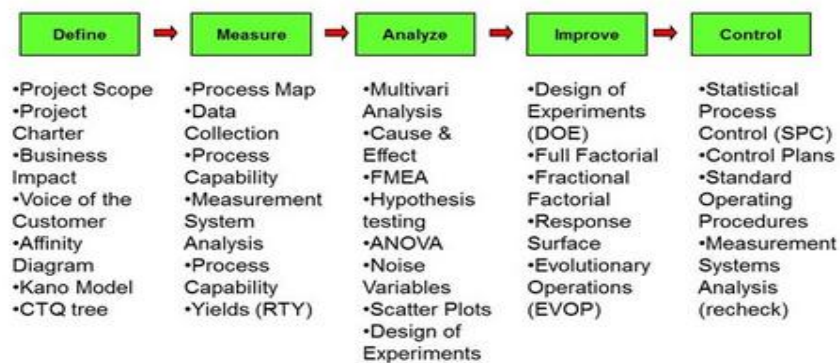 Define
Measure
Analyze
Improve
Control
•Project Scope
•Project
Charter
•Business
Impact
•Voice of the
Customer
•Affinity
Diagram
•Kano Model
•CTQ tree
•Process Map
•Data
Collection
•Process
Capability
•Measurement
System
Analysis
•Process
Capability
•Yields (RTY)
•Multivari
Analysis
•Cause &
Effect
•FMEA
•Hypothesis
testing
•ANOVA
•Noise
Variables
•Scatter Plots
•Design of
Experiments
•Design of
Experiments
(DOE)
•Full Factorial
•Fractional
Factorial
•Response
Surface
•Evolutionary
Operations
(EVOP)
•Statistical
Process
Control (SPC)
•Control Plans
•Standard
Operating
Procedures
•Measurement
Systems
Analysis
(recheck)